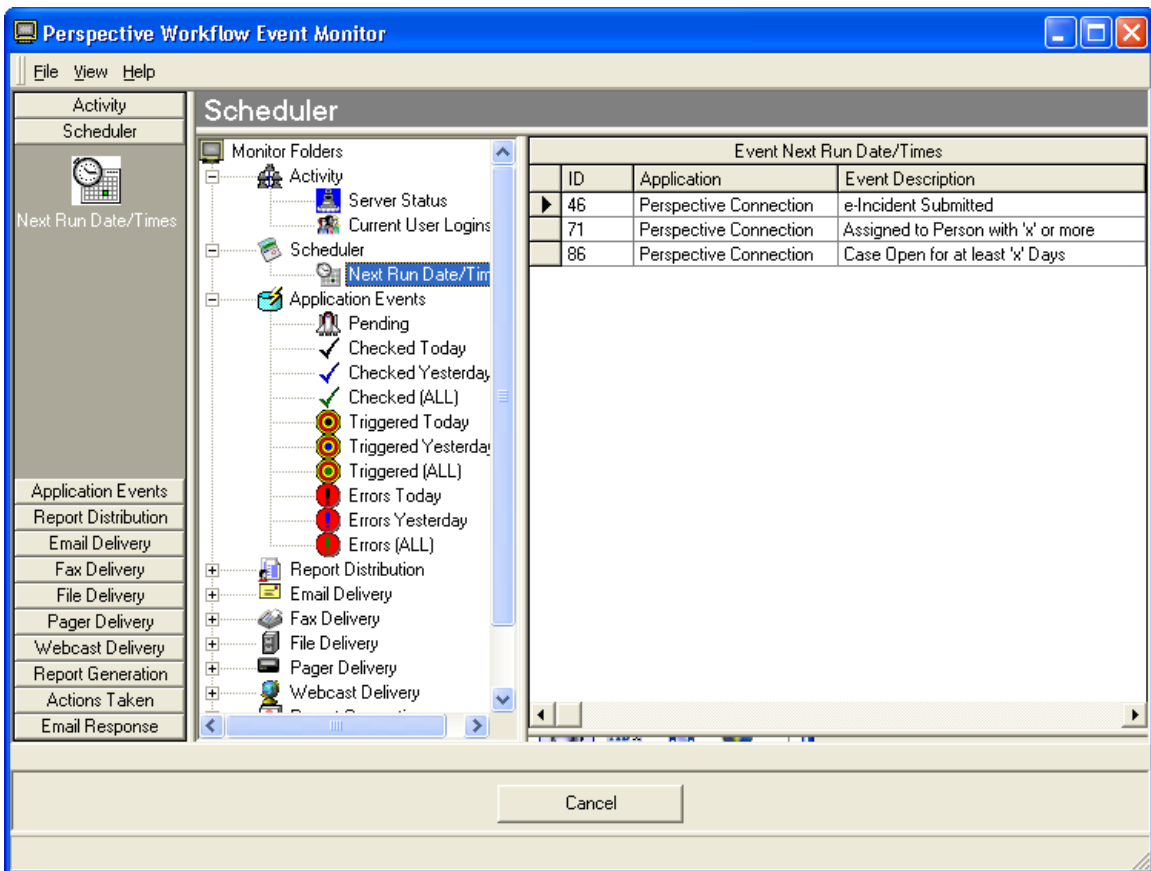 Perspective Workflow Event Monitor
File View Help
Activity
Scheduler
Next Run Date/Times
Application Events
Report Distribution
Email Delivery
Fax Delivery
File Delivery
Pager Delivery
Webcast Delivery
Report Generation
Actions Taken
Email Response
Scheduler
Monitor Folders
Activity
Server Status
Current User Logins
Scheduler
Next Run Date/Tim
Application Events
Pending
Checked Today
Checked Yesterday
Checked (ALL)
Triggered Today
Triggered Yesterday
Triggered (ALL)
Errors Today
Errors Yesterday
Errors (ALL)
Report Distribution
Email Delivery
Fax Delivery
File Delivery
Pager Delivery
Webcast Delivery
Event Next Run Date/Times
ID Application Event Description
46 Perspective Connection e-Incident Submitted
71 Perspective Connection Assigned to Person with 'x' or more
86 Perspective Connection Case Open for at least 'x' Days
Cancel